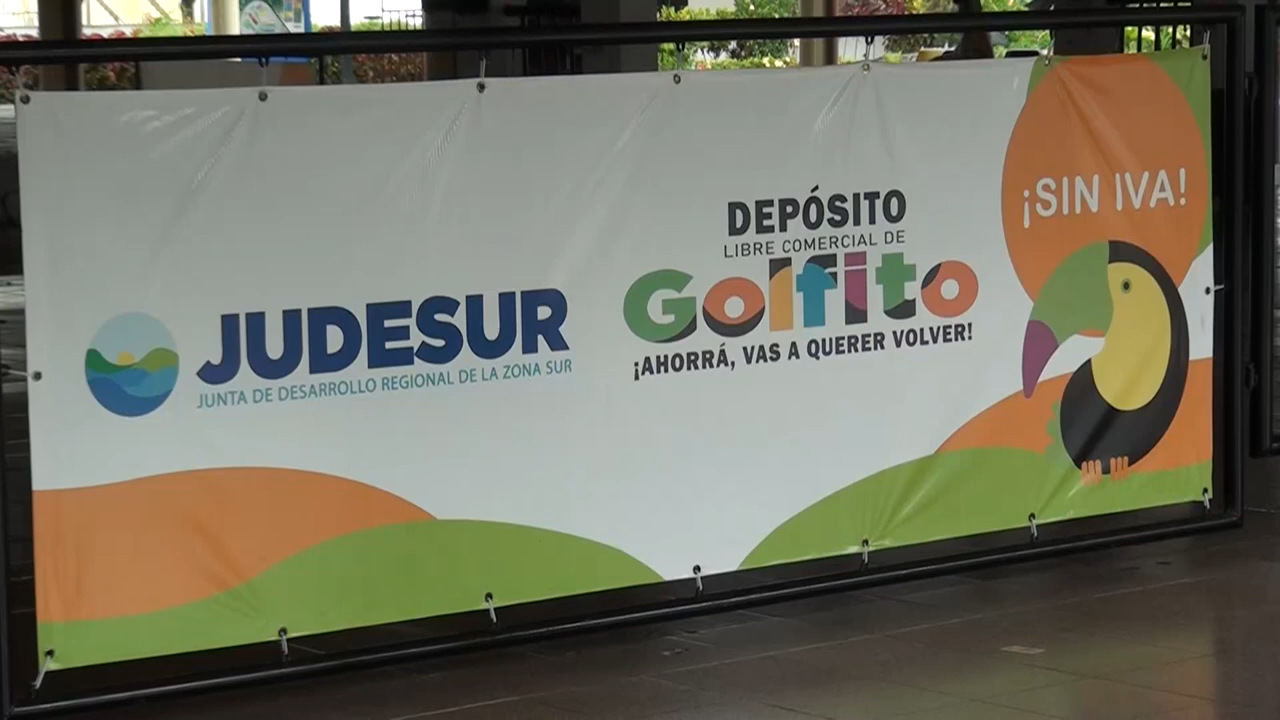 JUDESUR
JUNTA DE DESARROLLO REGIONAL DE LA ZONA SUR
DEPÓSITO
LIBRE COMERCIAL DE
Golfito
¡AHORRÁ, VAS A QUERER VOLVER!
¡SIN IVA!